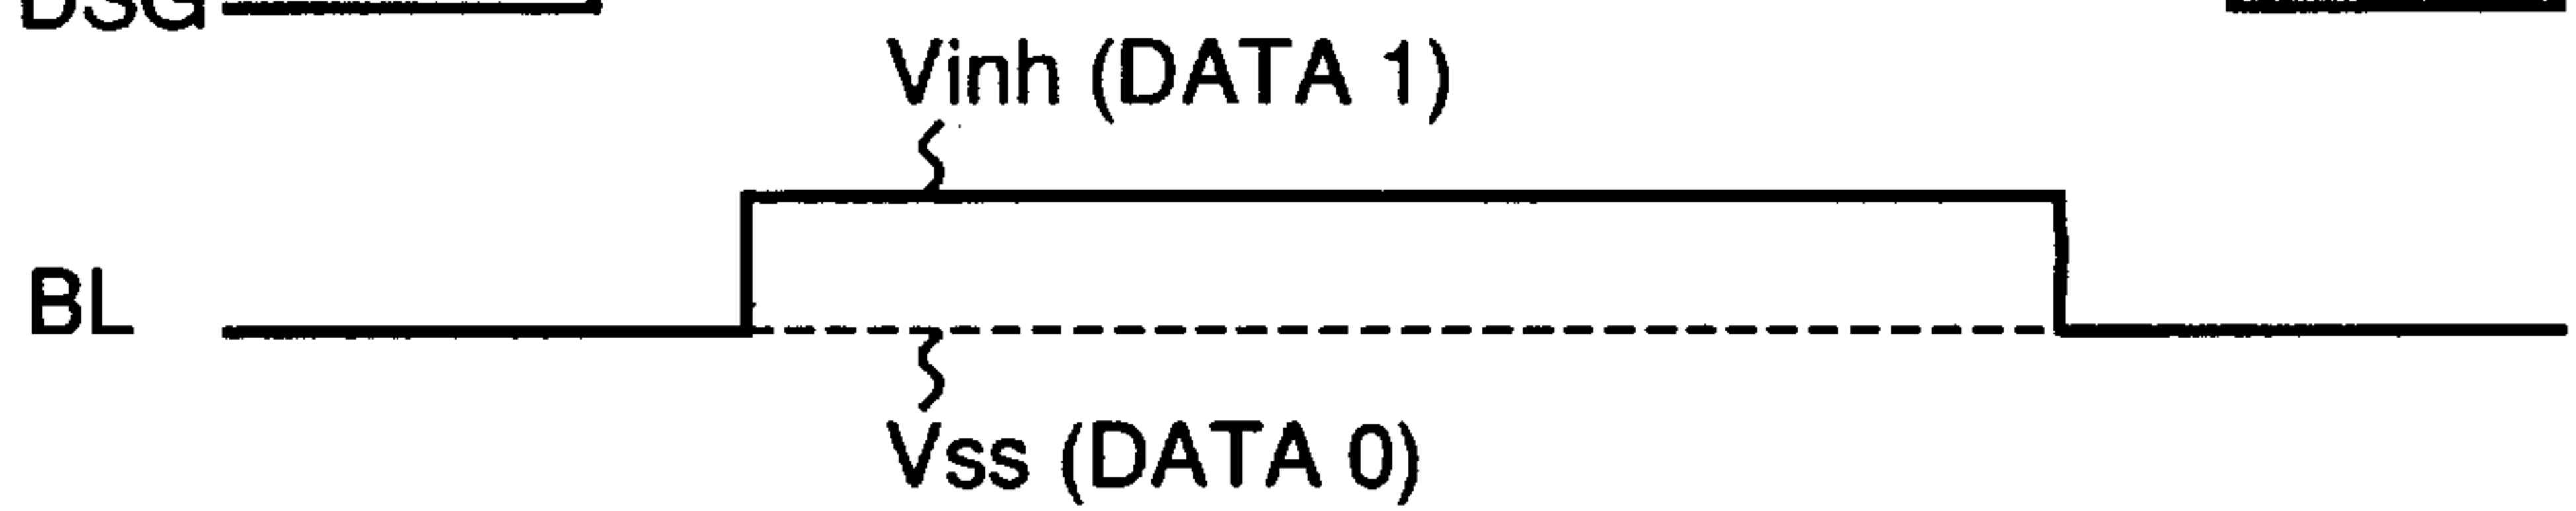 DSG
Vinh (DATA 1)
BL
Vss (DATA 0)